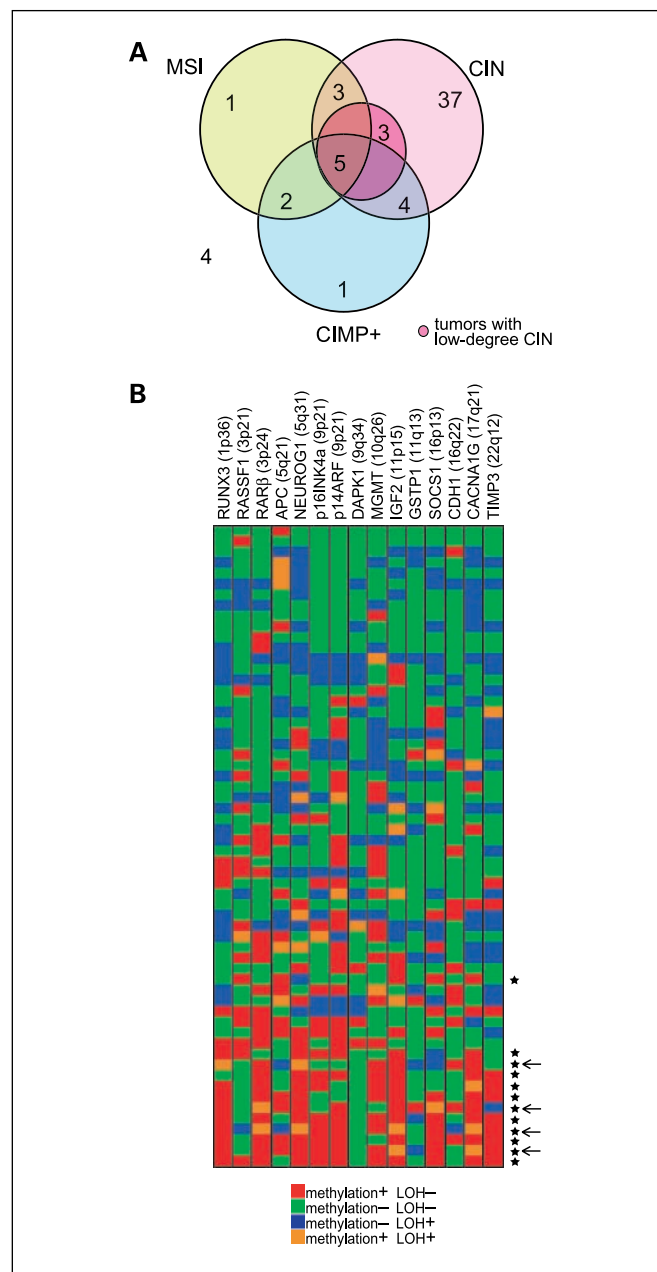 A
MSI
CIN
1
3
37
3
5
2
4
4
1
CIMP+
tumors with
low-degree CIN
B
RUNX3 (1p36)
RASSF1 (3p21)
RARβ (3p24)
APC (5q21)
NEUROG1 (5q31)
p16INK4a (9p21)
p14ARF (9p21)
DAPK1 (9q34)
MGMT (10q26)
IGF2 (11p15)
GSTP1 (11q13)
SOCS1 (16p13)
CDH1 (16q22)
CACNA1G (17q21)
TIMP3 (22q12)
methylation+ LOH−
methylation− LOH−
methylation− LOH+
methylation+ LOH+